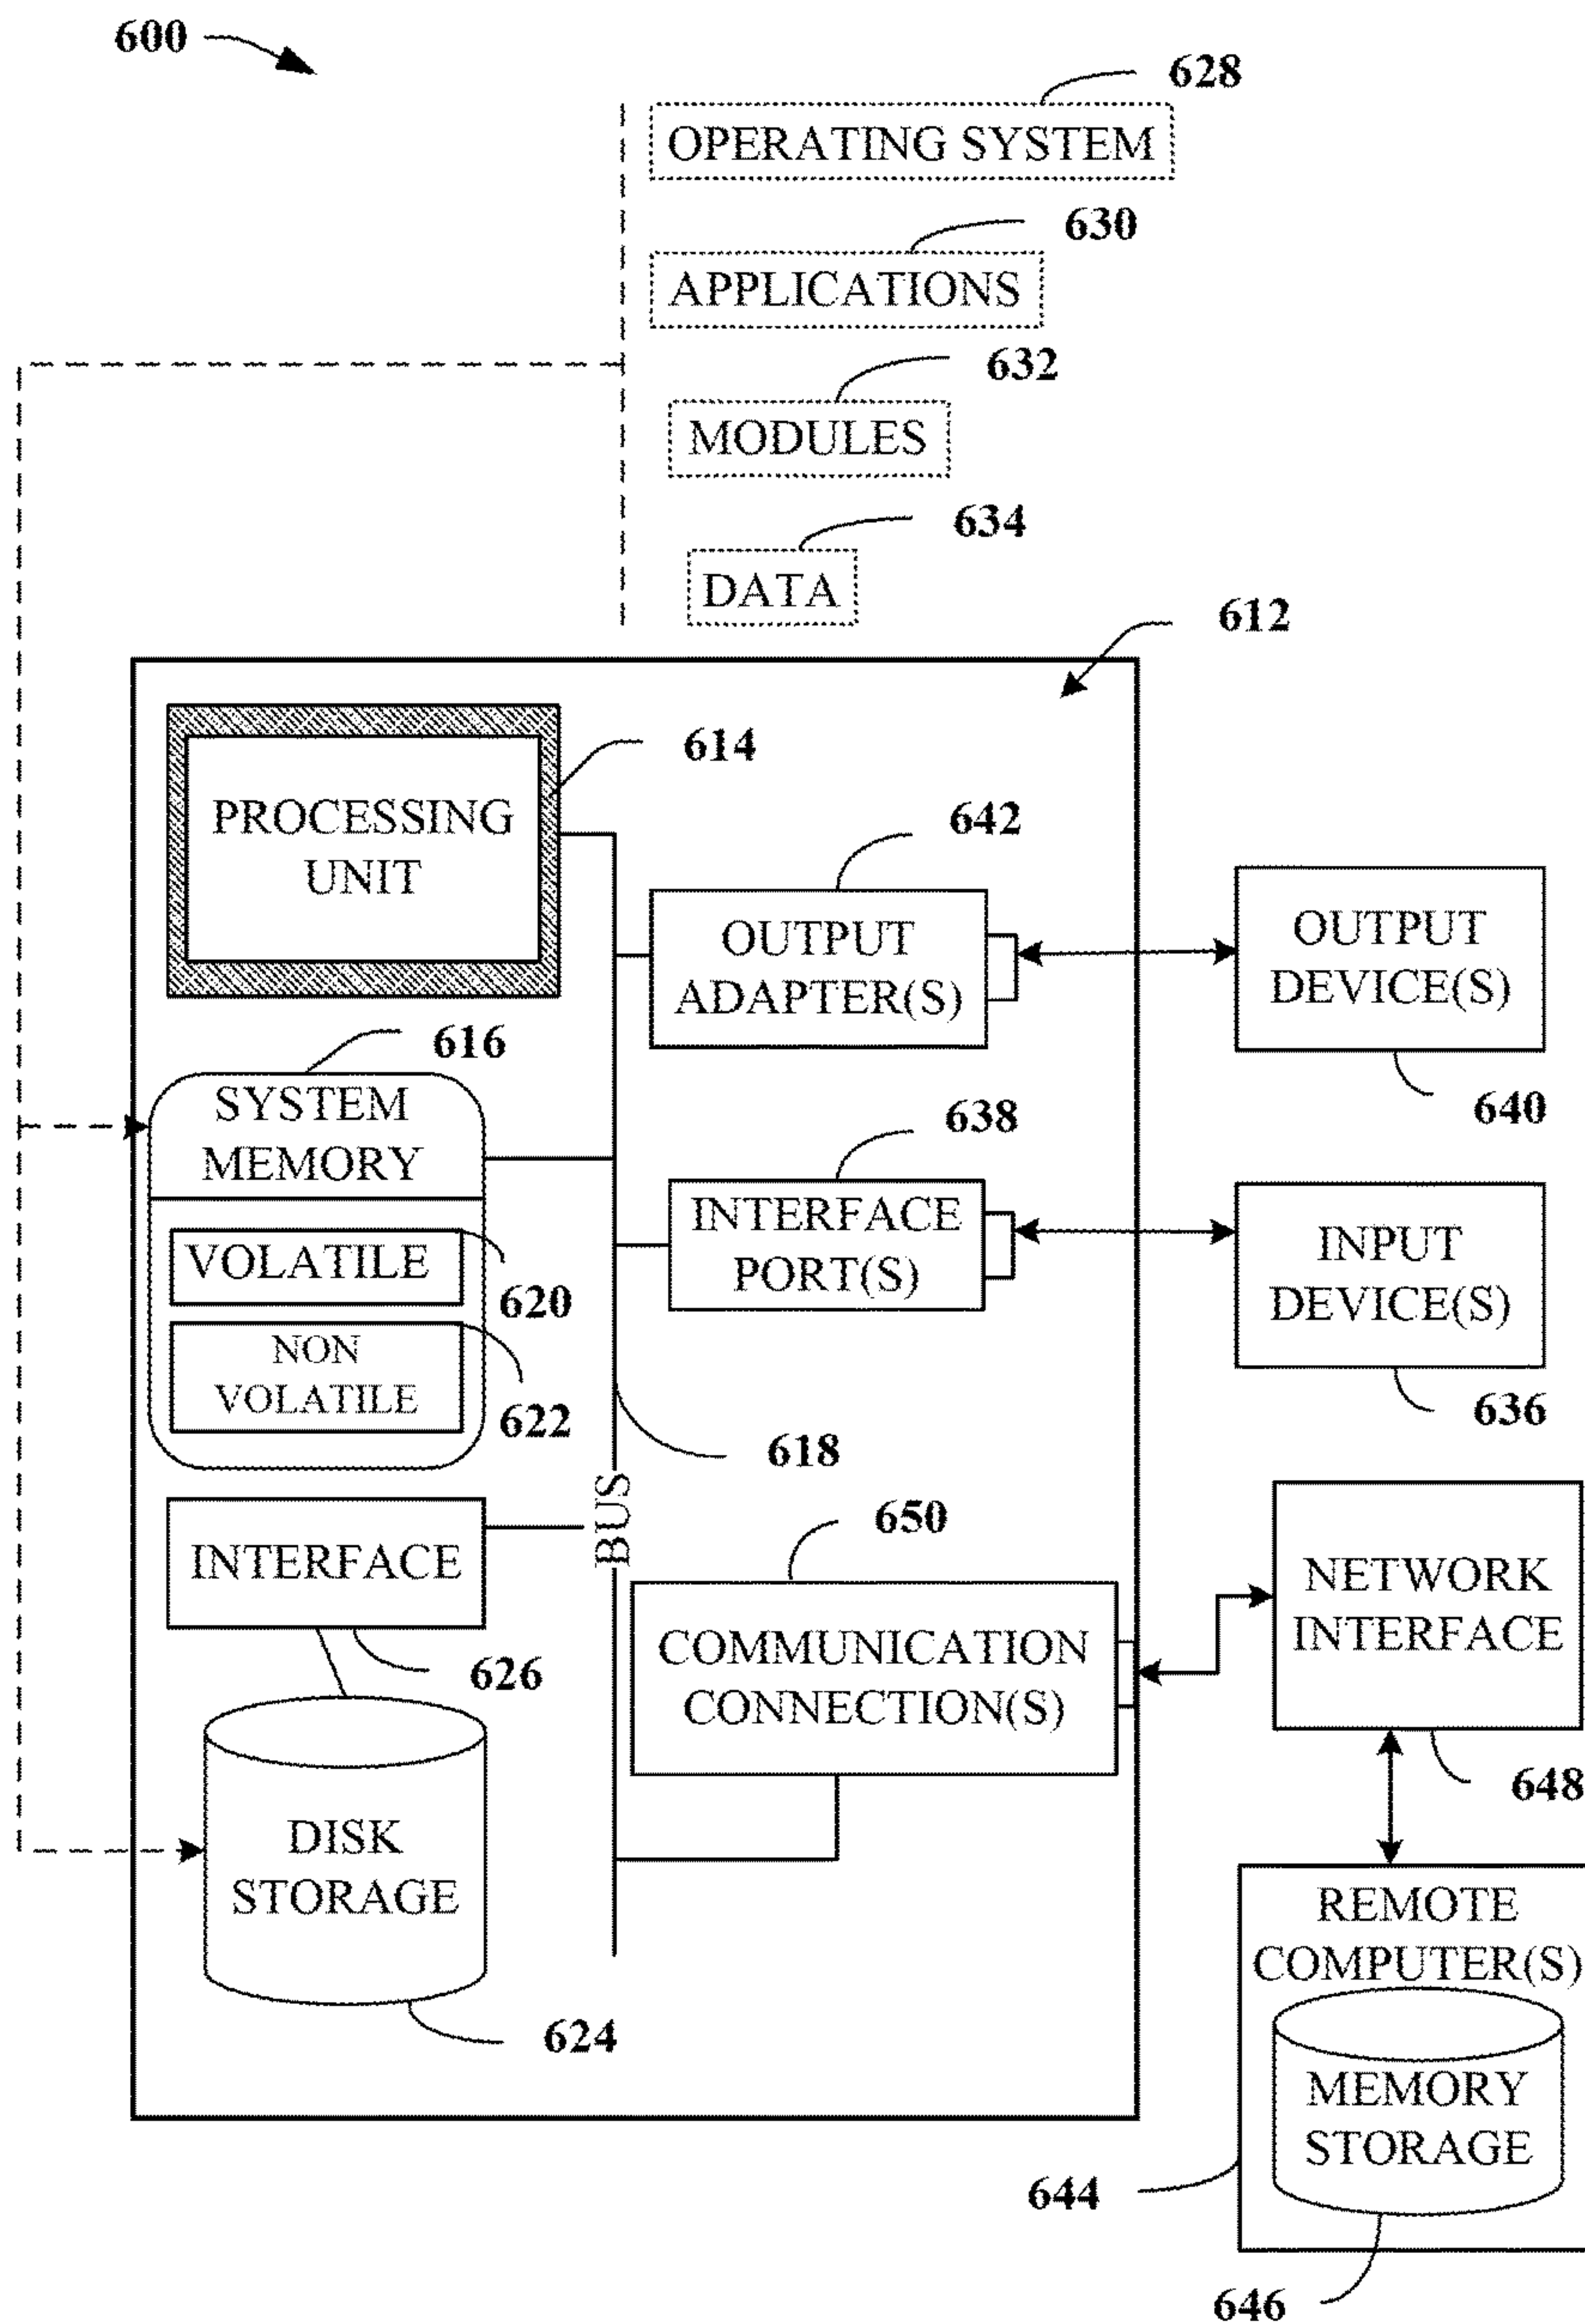 600
628
OPERATING SYSTEM
630
APPLICATIONS
632
MODULES
634
DATA
612
614
PROCESSING
UNIT
642
OUTPUT
ADAPTER(S)
OUTPUT
DEVICE(S)
640
616
SYSTEM
MEMORY
VOLATILE
620
NON
VOLATILE
622
638
INTERFACE
PORT(S)
INPUT
DEVICE(S)
636
618
BUS
INTERFACE
626
650
COMMUNICATION
CONNECTION(S)
NETWORK
INTERFACE
648
DISK
STORAGE
624
REMOTE
COMPUTER(S)
MEMORY
STORAGE
644
646